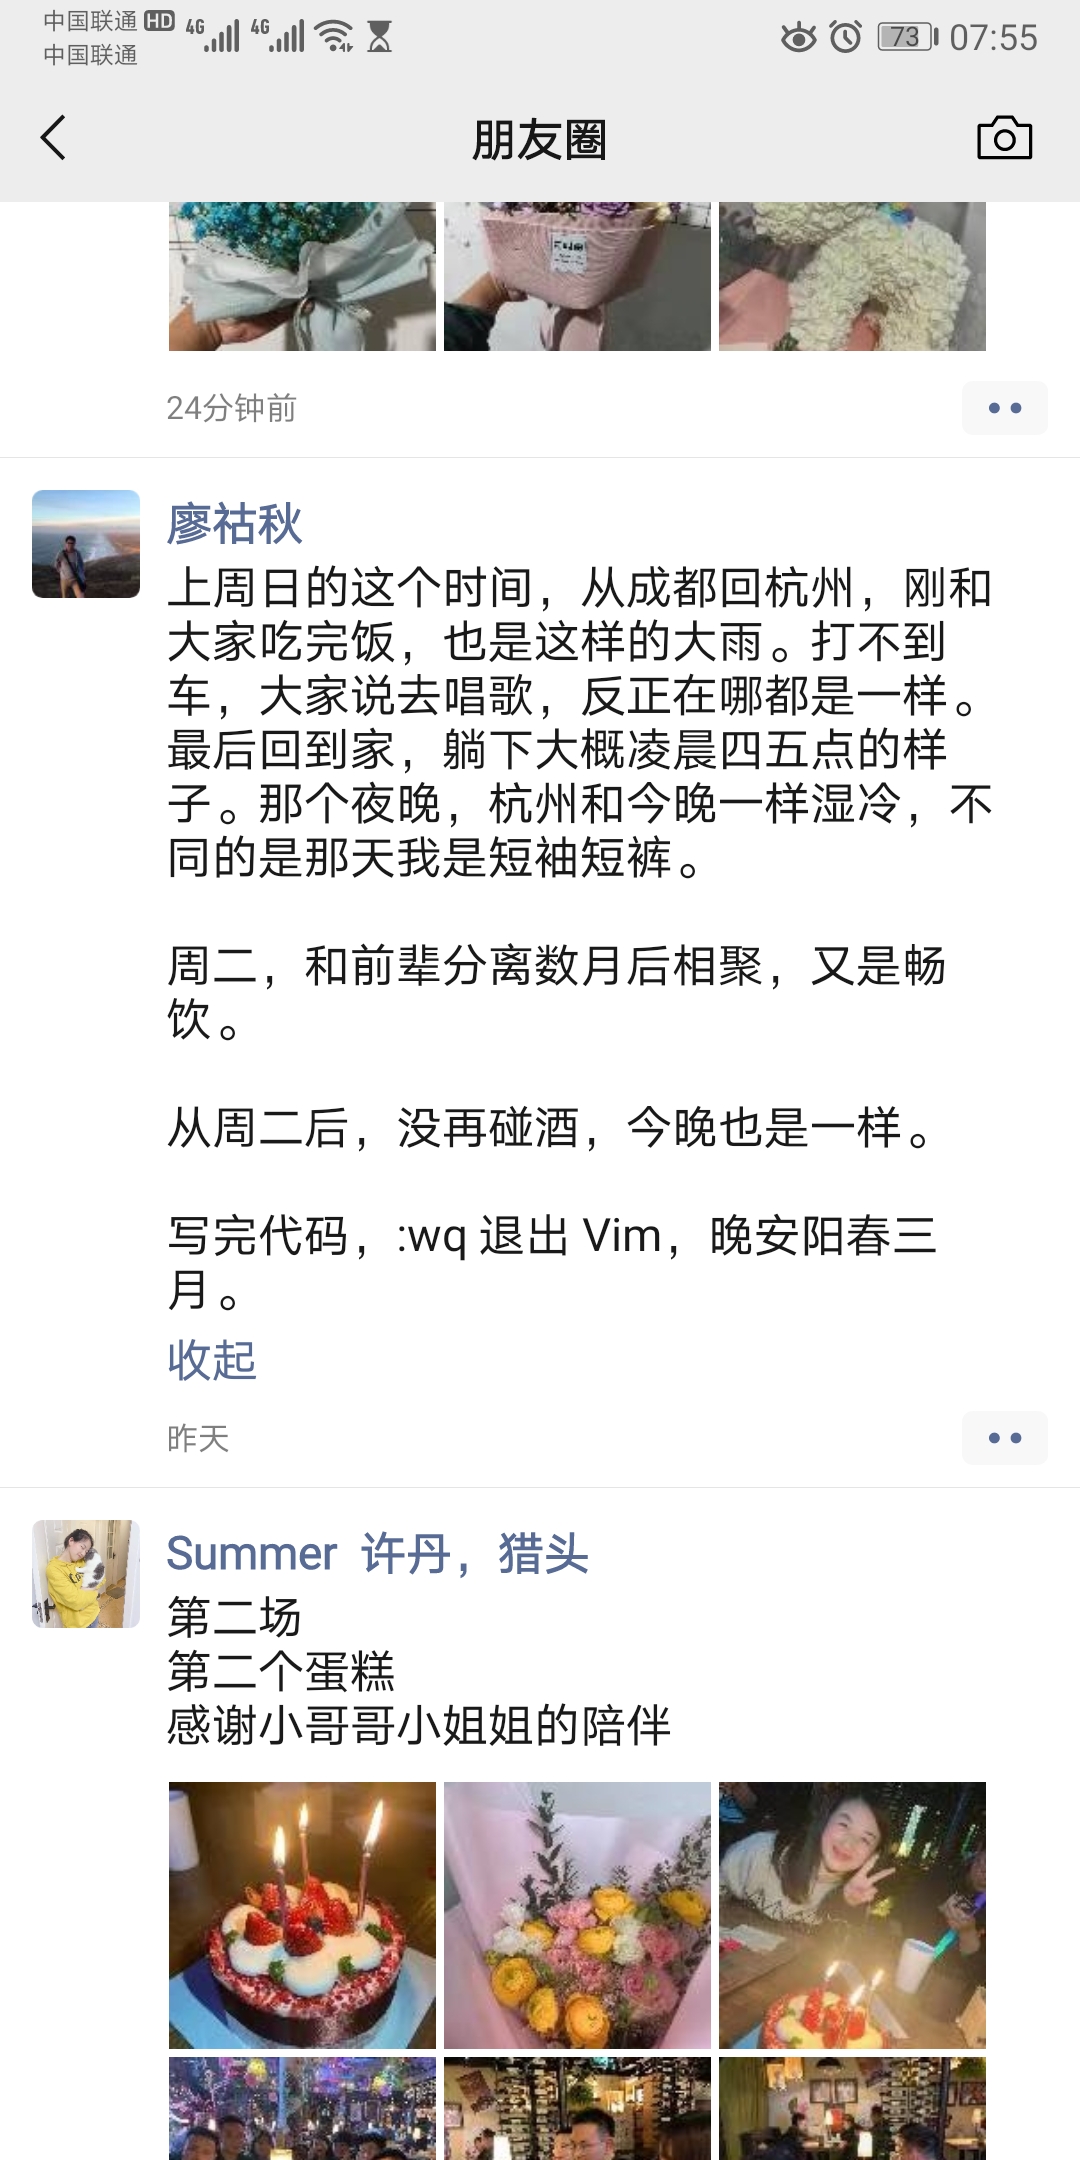 中国联通 HD 4G 4G 73 07:55
中国联通
朋友圈
24分钟前
廖祜秋
上周日的这个时间，从成都回杭州，刚和
大家吃完饭，也是这样的大雨。打不到
车，大家说去唱歌，反正在哪都是一样。
最后回到家，躺下大概凌晨四五点的样
子。那个夜晚，杭州和今晚一样湿冷，不
同的是那天我是短袖短裤。
周二，和前辈分离数月后相聚，又是畅
饮。
从周二后，没再碰酒，今晚也是一样。
写完代码，:wq 退出 Vim，晚安阳春三
月。
收起
昨天
Summer 许丹，猎头
第二场
第二个蛋糕
感谢小哥哥小姐姐的陪伴